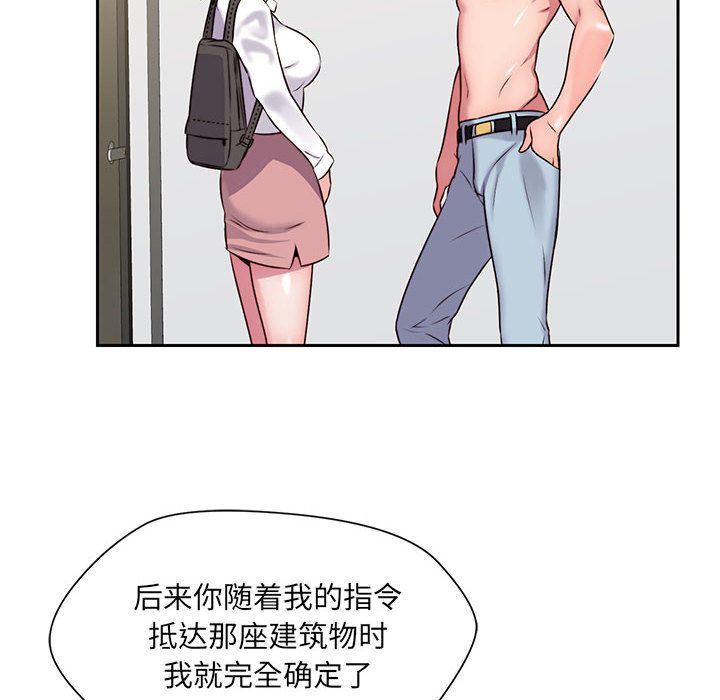 后来你随着我的指令
抵达那座建筑物时
我就完全确定了